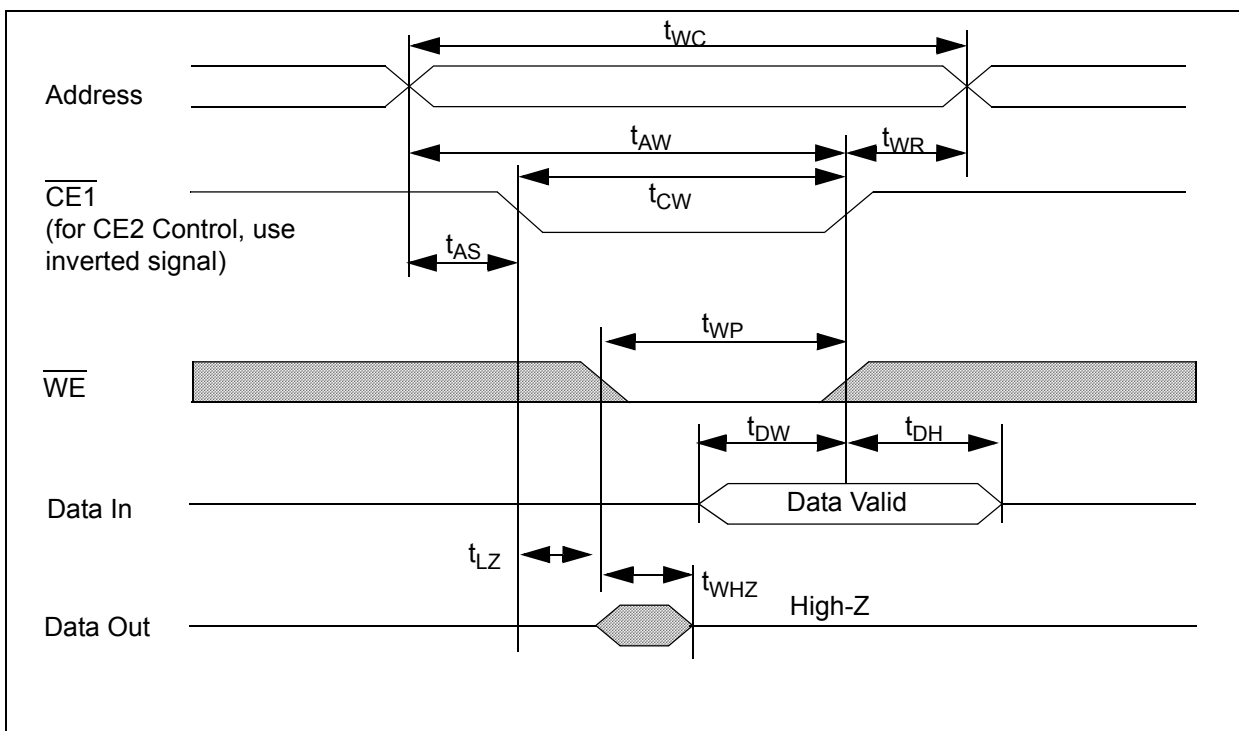 tWC
Address
tAW
tWR
CE1
(for CE2 Control, use
inverted signal)
tCW
tAS
tWP
WE
tDW
tDH
Data In
Data Valid
tLZ
tWHZ
High-Z
Data Out